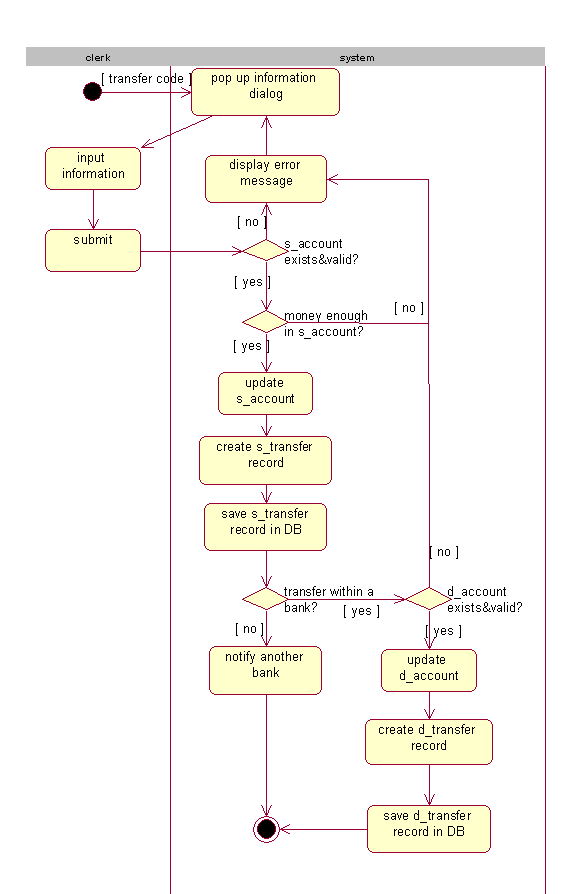 clerk
system
[ transfer code ]
pop up information
dialog
input
information
display error
message
[ no ]
submit
s_account
exists&valid?
[ yes ]
money enough
in s_account?
[ no ]
[ yes ]
update
s_account
create s_transfer
record
save s_transfer
record in DB
[ no ]
transfer within a
bank?
[ yes ]
d_account
exists&valid?
[ no ]
[ yes ]
notify another
bank
update
d_account
create d_transfer
record
save d_transfer
record in DB